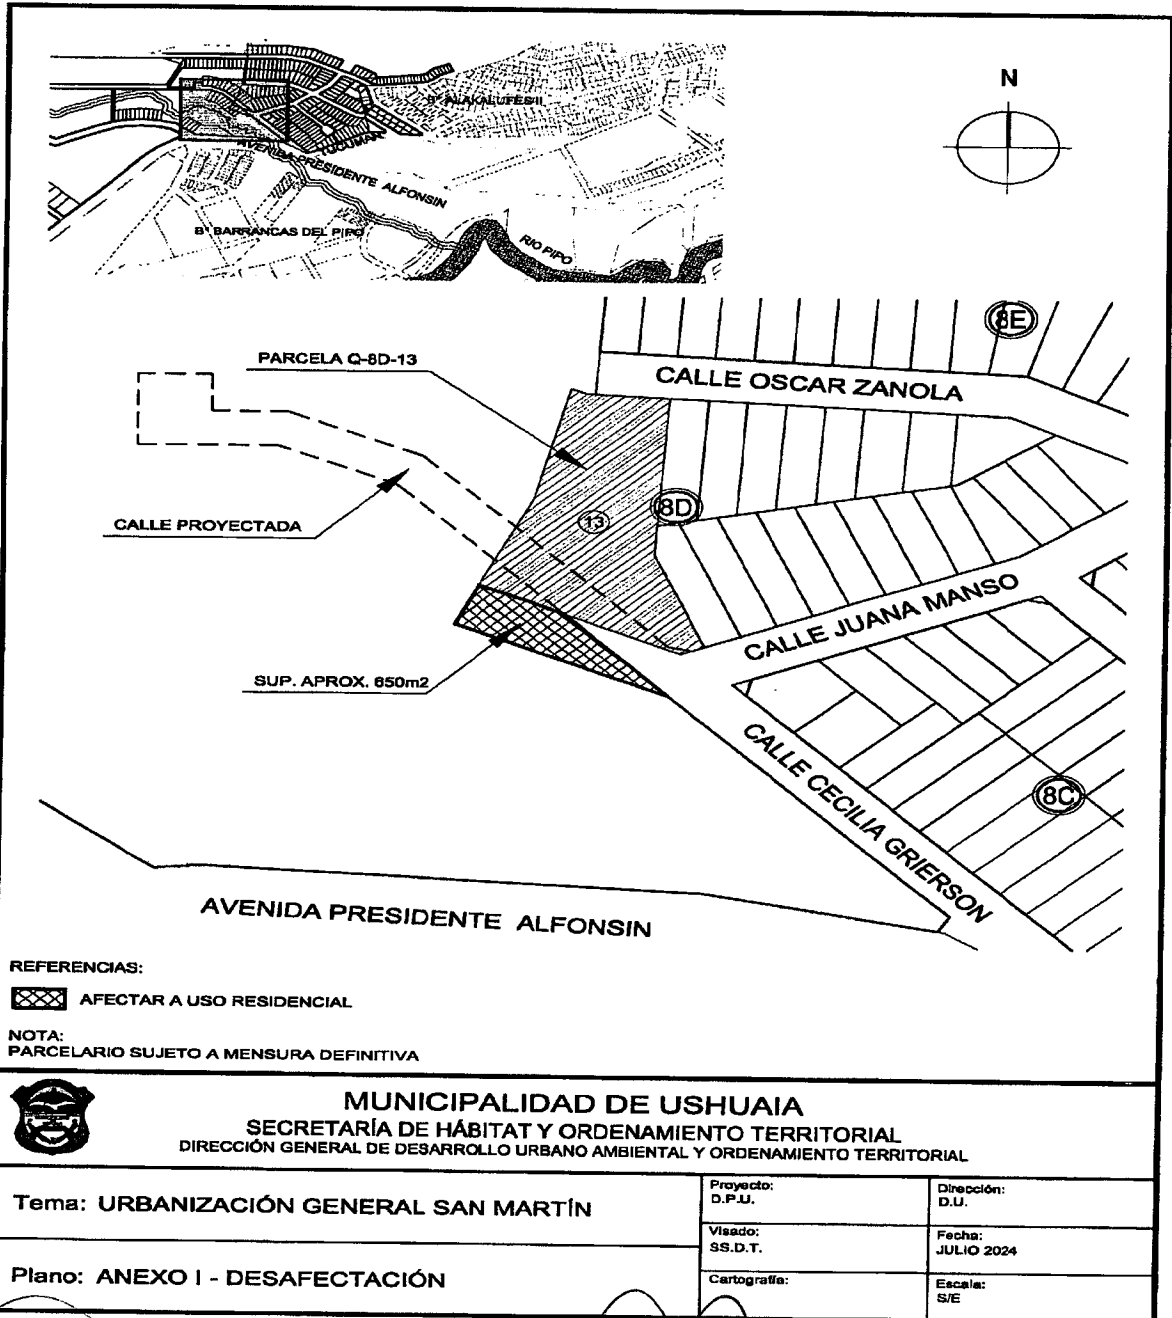 N
Bº ALAKALUFES II
TUCUMAN
AVENIDA PRESIDENTE ALFONSIN
Bº BARRANCAS DEL PIPO
RIO PIPO
8E
PARCELA Q-8D-13
CALLE OSCAR ZANOLA
8D
13
CALLE PROYECTADA
CALLE JUANA MANSO
SUP. APROX. 650m2
CALLE CECILIA GRIERSON
8C
AVENIDA PRESIDENTE ALFONSIN
REFERENCIAS:
AFECTAR A USO RESIDENCIAL
NOTA:
PARCELARIO SUJETO A MENSURA DEFINITIVA
MUNICIPALIDAD DE USHUAIA
SECRETARÍA DE HÁBITAT Y ORDENAMIENTO TERRITORIAL
DIRECCIÓN GENERAL DE DESARROLLO URBANO AMBIENTAL Y ORDENAMIENTO TERRITORIAL
Tema: URBANIZACIÓN GENERAL SAN MARTÍN
Proyecto:
D.P.U.
Dirección:
D.U.
Visado:
SS.D.T.
Fecha:
JULIO 2024
Plano: ANEXO I - DESAFECTACIÓN
Cartografía:
Escala:
S/E